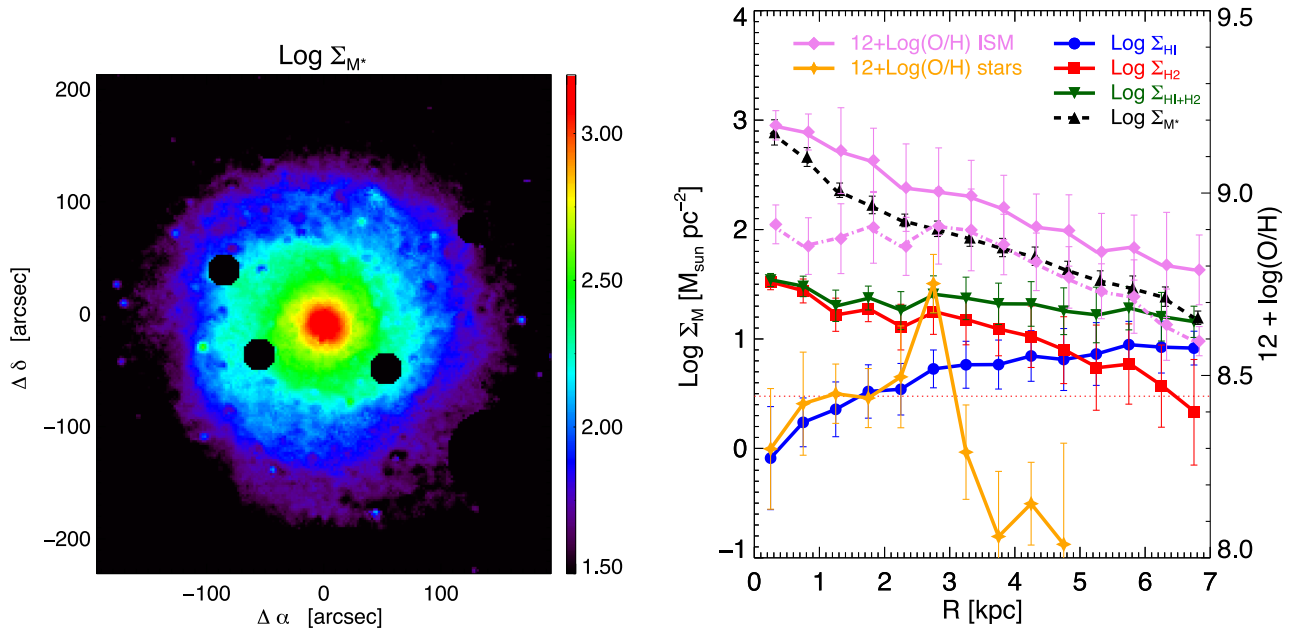 Log Σ_M*
200
100
0
−100
−200
Δ δ [arcsec]
−100 0 100
Δ α [arcsec]
3.00
2.50
2.00
1.50
4
3
2
1
0
−1
Log Σ_M [M_sun pc⁻²]
12+Log(O/H) ISM
12+Log(O/H) stars
Log Σ_HI
Log Σ_H2
Log Σ_HI+H2
Log Σ_M*
0 1 2 3 4 5 6 7
R [kpc]
9.5
9.0
8.5
8.0
12 + log(O/H)